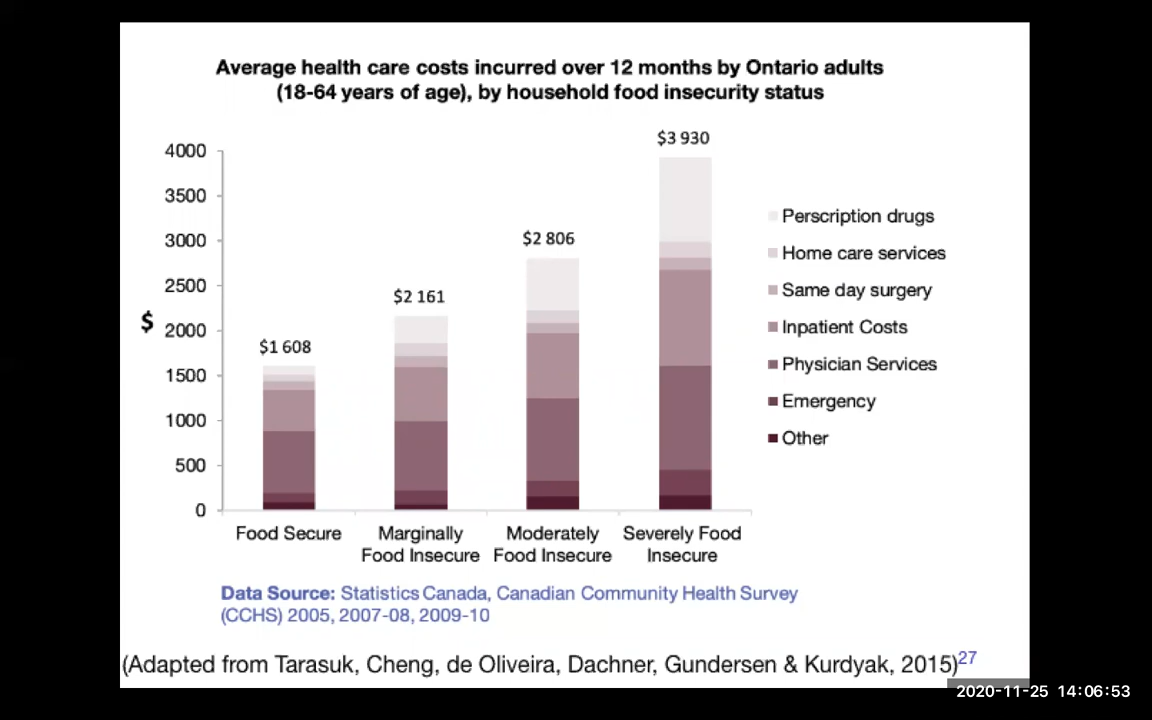 Average health care costs incurred over 12 months by Ontario adults
(18-64 years of age), by household food insecurity status
$3 930
4000
3500
3000
$2 806
2500
$2 161
$
2000
$1 608
1500
1000
500
0
Perscription drugs
Home care services
Same day surgery
Inpatient Costs
Physician Services
Emergency
Other
Food Secure
Marginally
Food Insecure
Moderately
Food Insecure
Severely Food
Insecure
Data Source: Statistics Canada, Canadian Community Health Survey
(CCHS) 2005, 2007-08, 2009-10
(Adapted from Tarasuk, Cheng, de Oliveira, Dachner, Gundersen & Kurdyak, 2015)27
2020-11-25 14:06:53